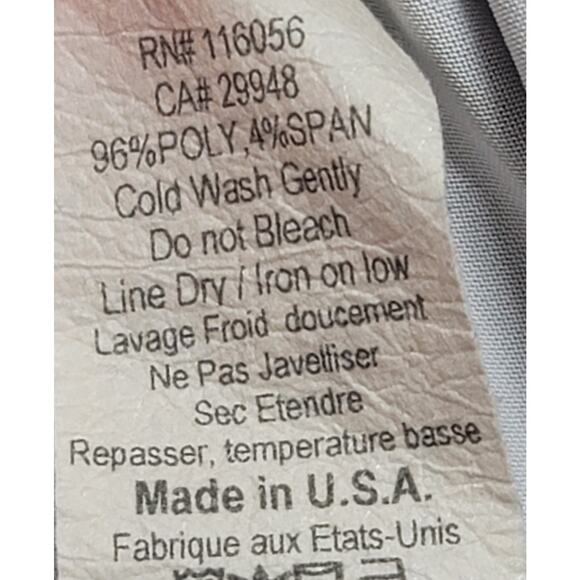 RN# 116056
CA# 29948
96%POLY,4%SPAN
Cold Wash Gently
Do not Bleach
Line Dry / Iron on low
Lavage Froid doucement
Ne Pas Javelliser
Sec Etendre
Repasser, temperature basse
Made in U.S.A.
Fabrique aux Etats-Unis